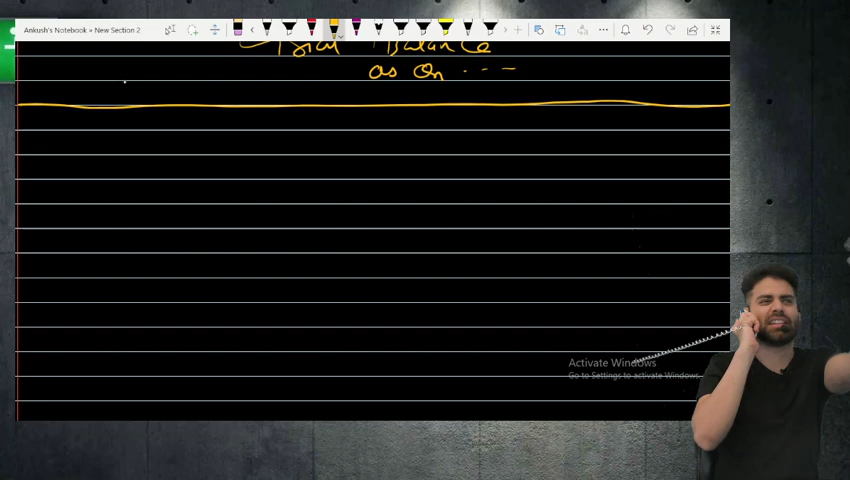 Ankush's Notebook » New Section 2
Trial Balance
as on ---
Activate Windows
Go to Settings to activate Windows.